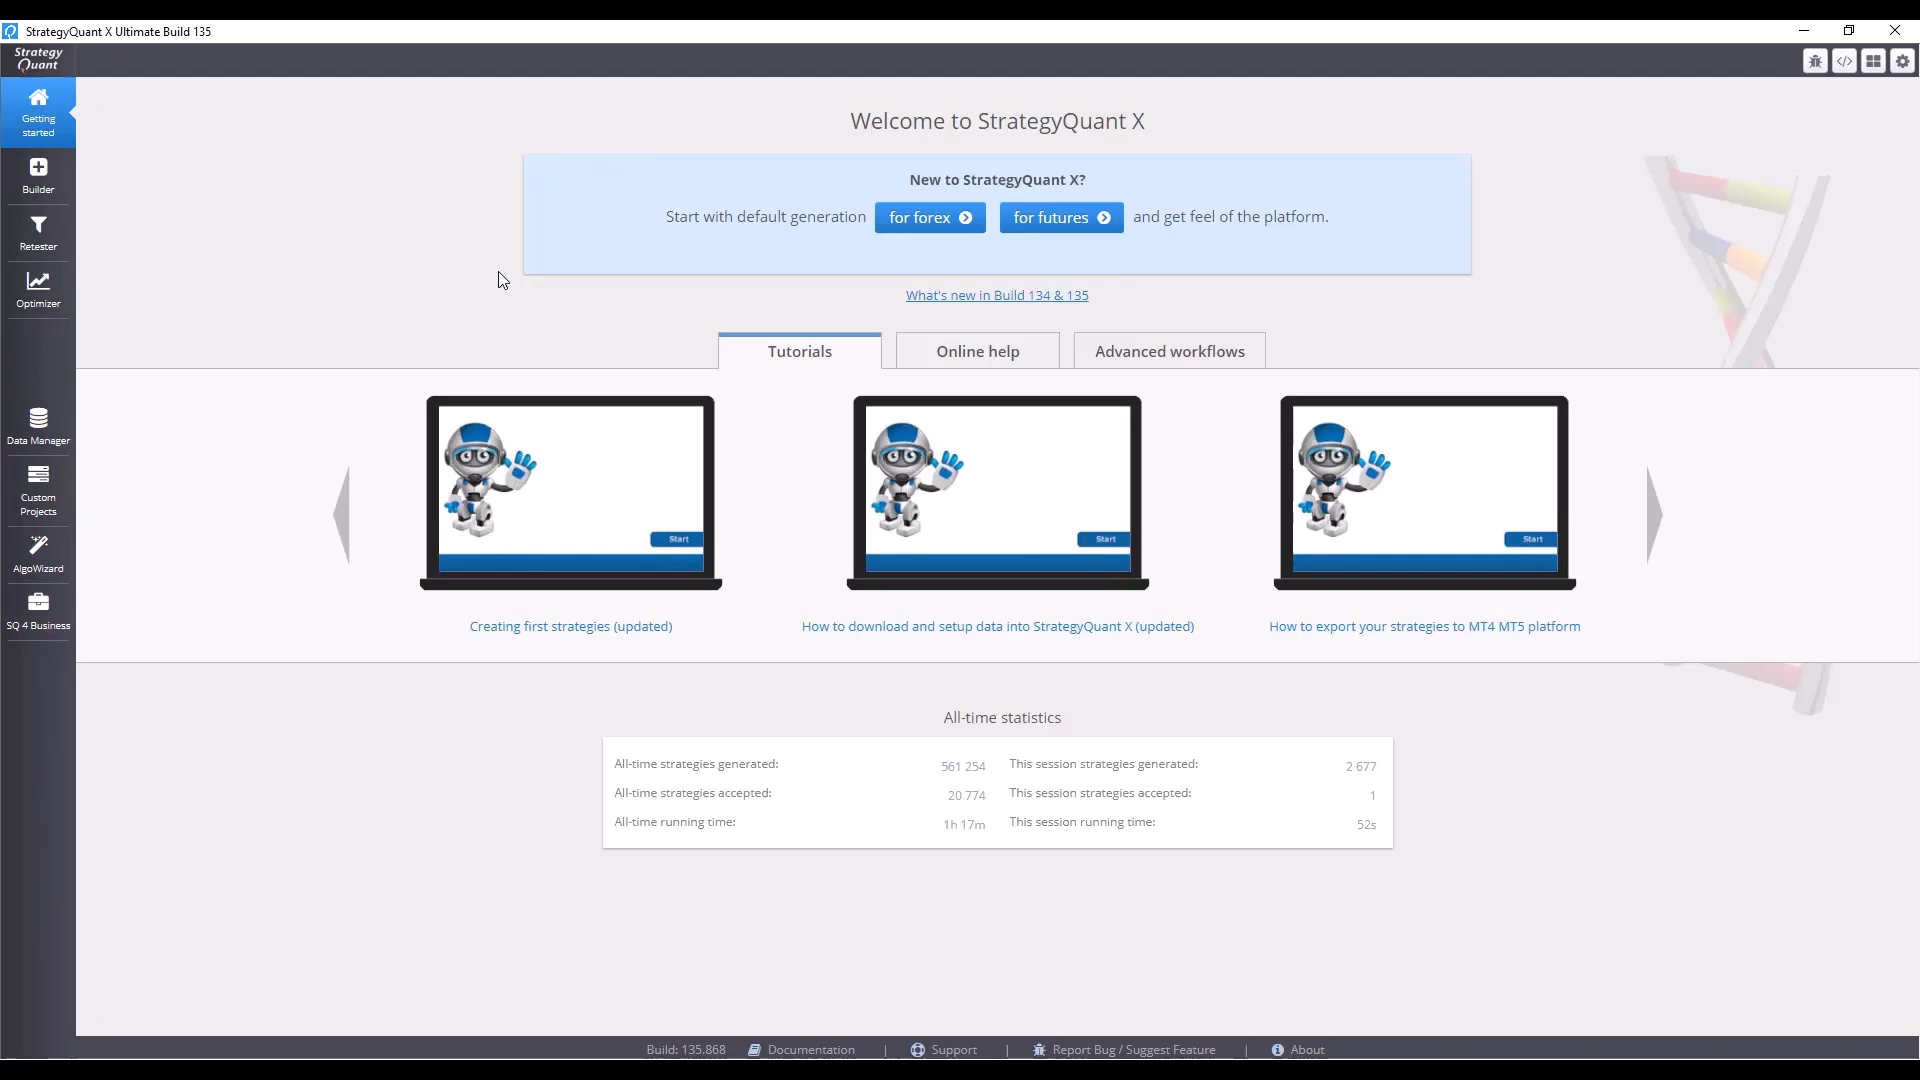 StrategyQuant X Ultimate Build 135
Strategy
Quant
Getting
started
Builder
Retester
Optimizer
Data Manager
Custom
Projects
AlgoWizard
SQ 4 Business
Welcome to StrategyQuant X
New to StrategyQuant X?
Start with default generation for forex for futures and get feel of the platform.
What's new in Build 134 & 135
Tutorials Online help Advanced workflows
Start Start Start
Creating first strategies (updated) How to download and setup data into StrategyQuant X (updated) How to export your strategies to MT4 MT5 platform
All-time statistics
All-time strategies generated: 561 254 This session strategies generated: 2 677
All-time strategies accepted: 20 774 This session strategies accepted: 1
All-time running time: 1h 17m This session running time: 52s
Build: 135.868 Documentation | Support | Report Bug / Suggest Feature | About